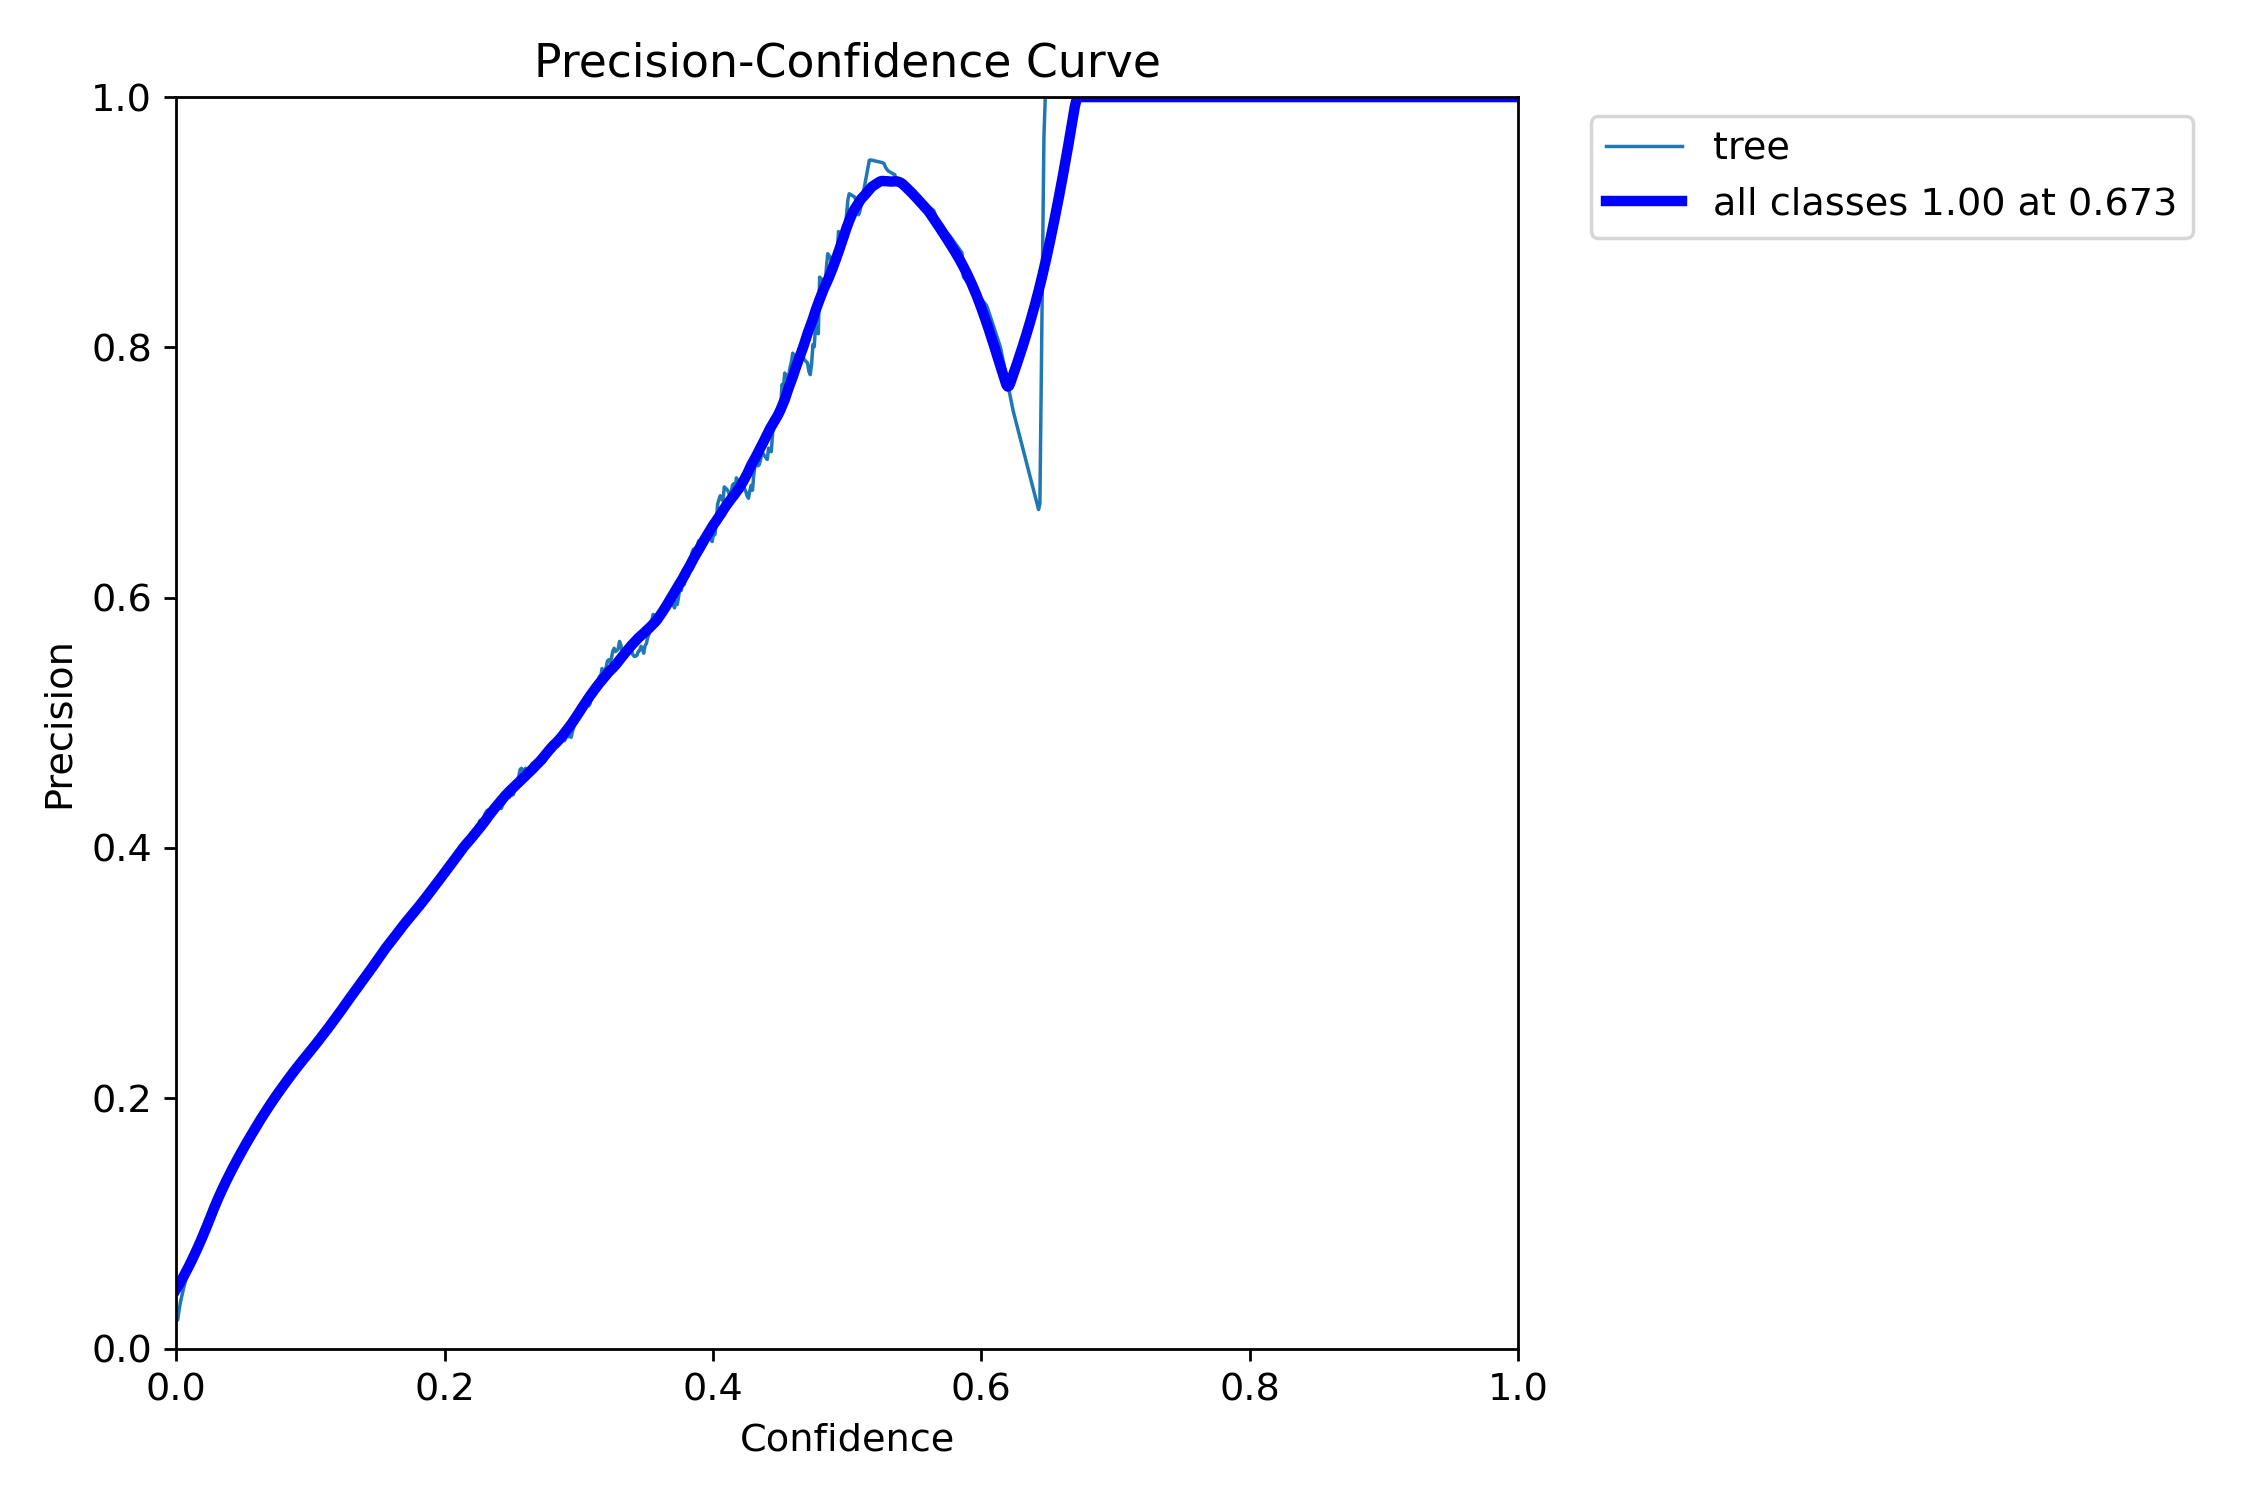 Precision-Confidence Curve
1.0
0.8
0.6
0.4
0.2
0.0
Precision
0.0 0.2 0.4 0.6 0.8 1.0
Confidence
tree
all classes 1.00 at 0.673